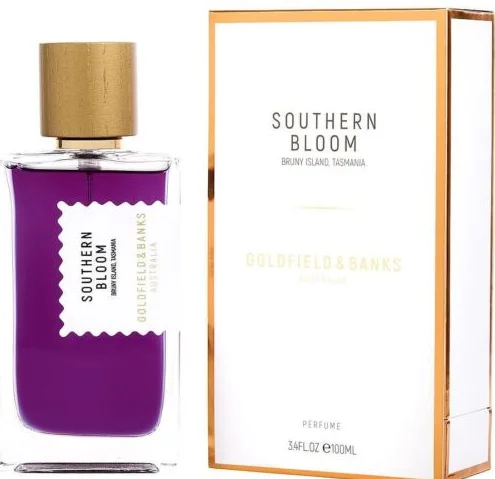 SOUTHERN
BLOOM
BRUNY ISLAND, TASMANIA
GOLDFIELD & BANKS
AUSTRALIA
SOUTHERN
BLOOM
BRUNY ISLAND, TASMANIA
GOLDFIELD & BANKS
AUSTRALIA
PERFUME
3.4FL.OZ ℮100ML